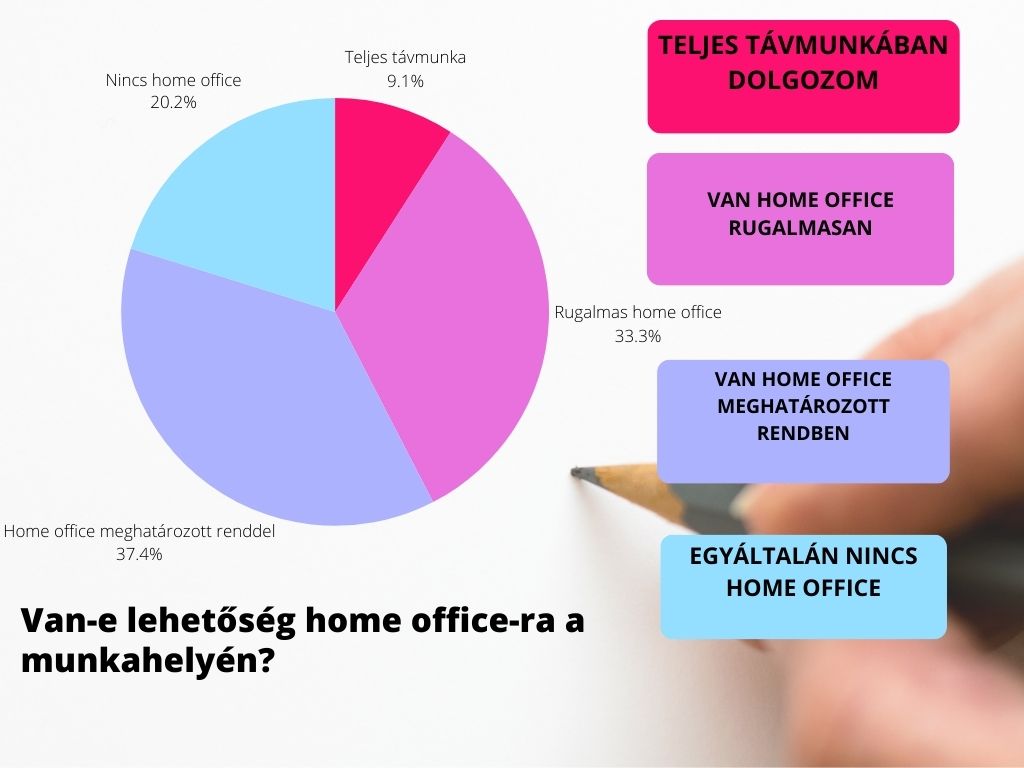 Teljes távmunka
9.1%
Nincs home office
20.2%
Rugalmas home office
33.3%
Home office meghatározott renddel
37.4%
TELJES TÁVMUNKÁBAN
DOLGOZOM
VAN HOME OFFICE
RUGALMASAN
VAN HOME OFFICE
MEGHATÁROZOTT
RENDBEN
EGYÁLTALÁN NINCS
HOME OFFICE
Van-e lehetőség home office-ra a
munkahelyén?